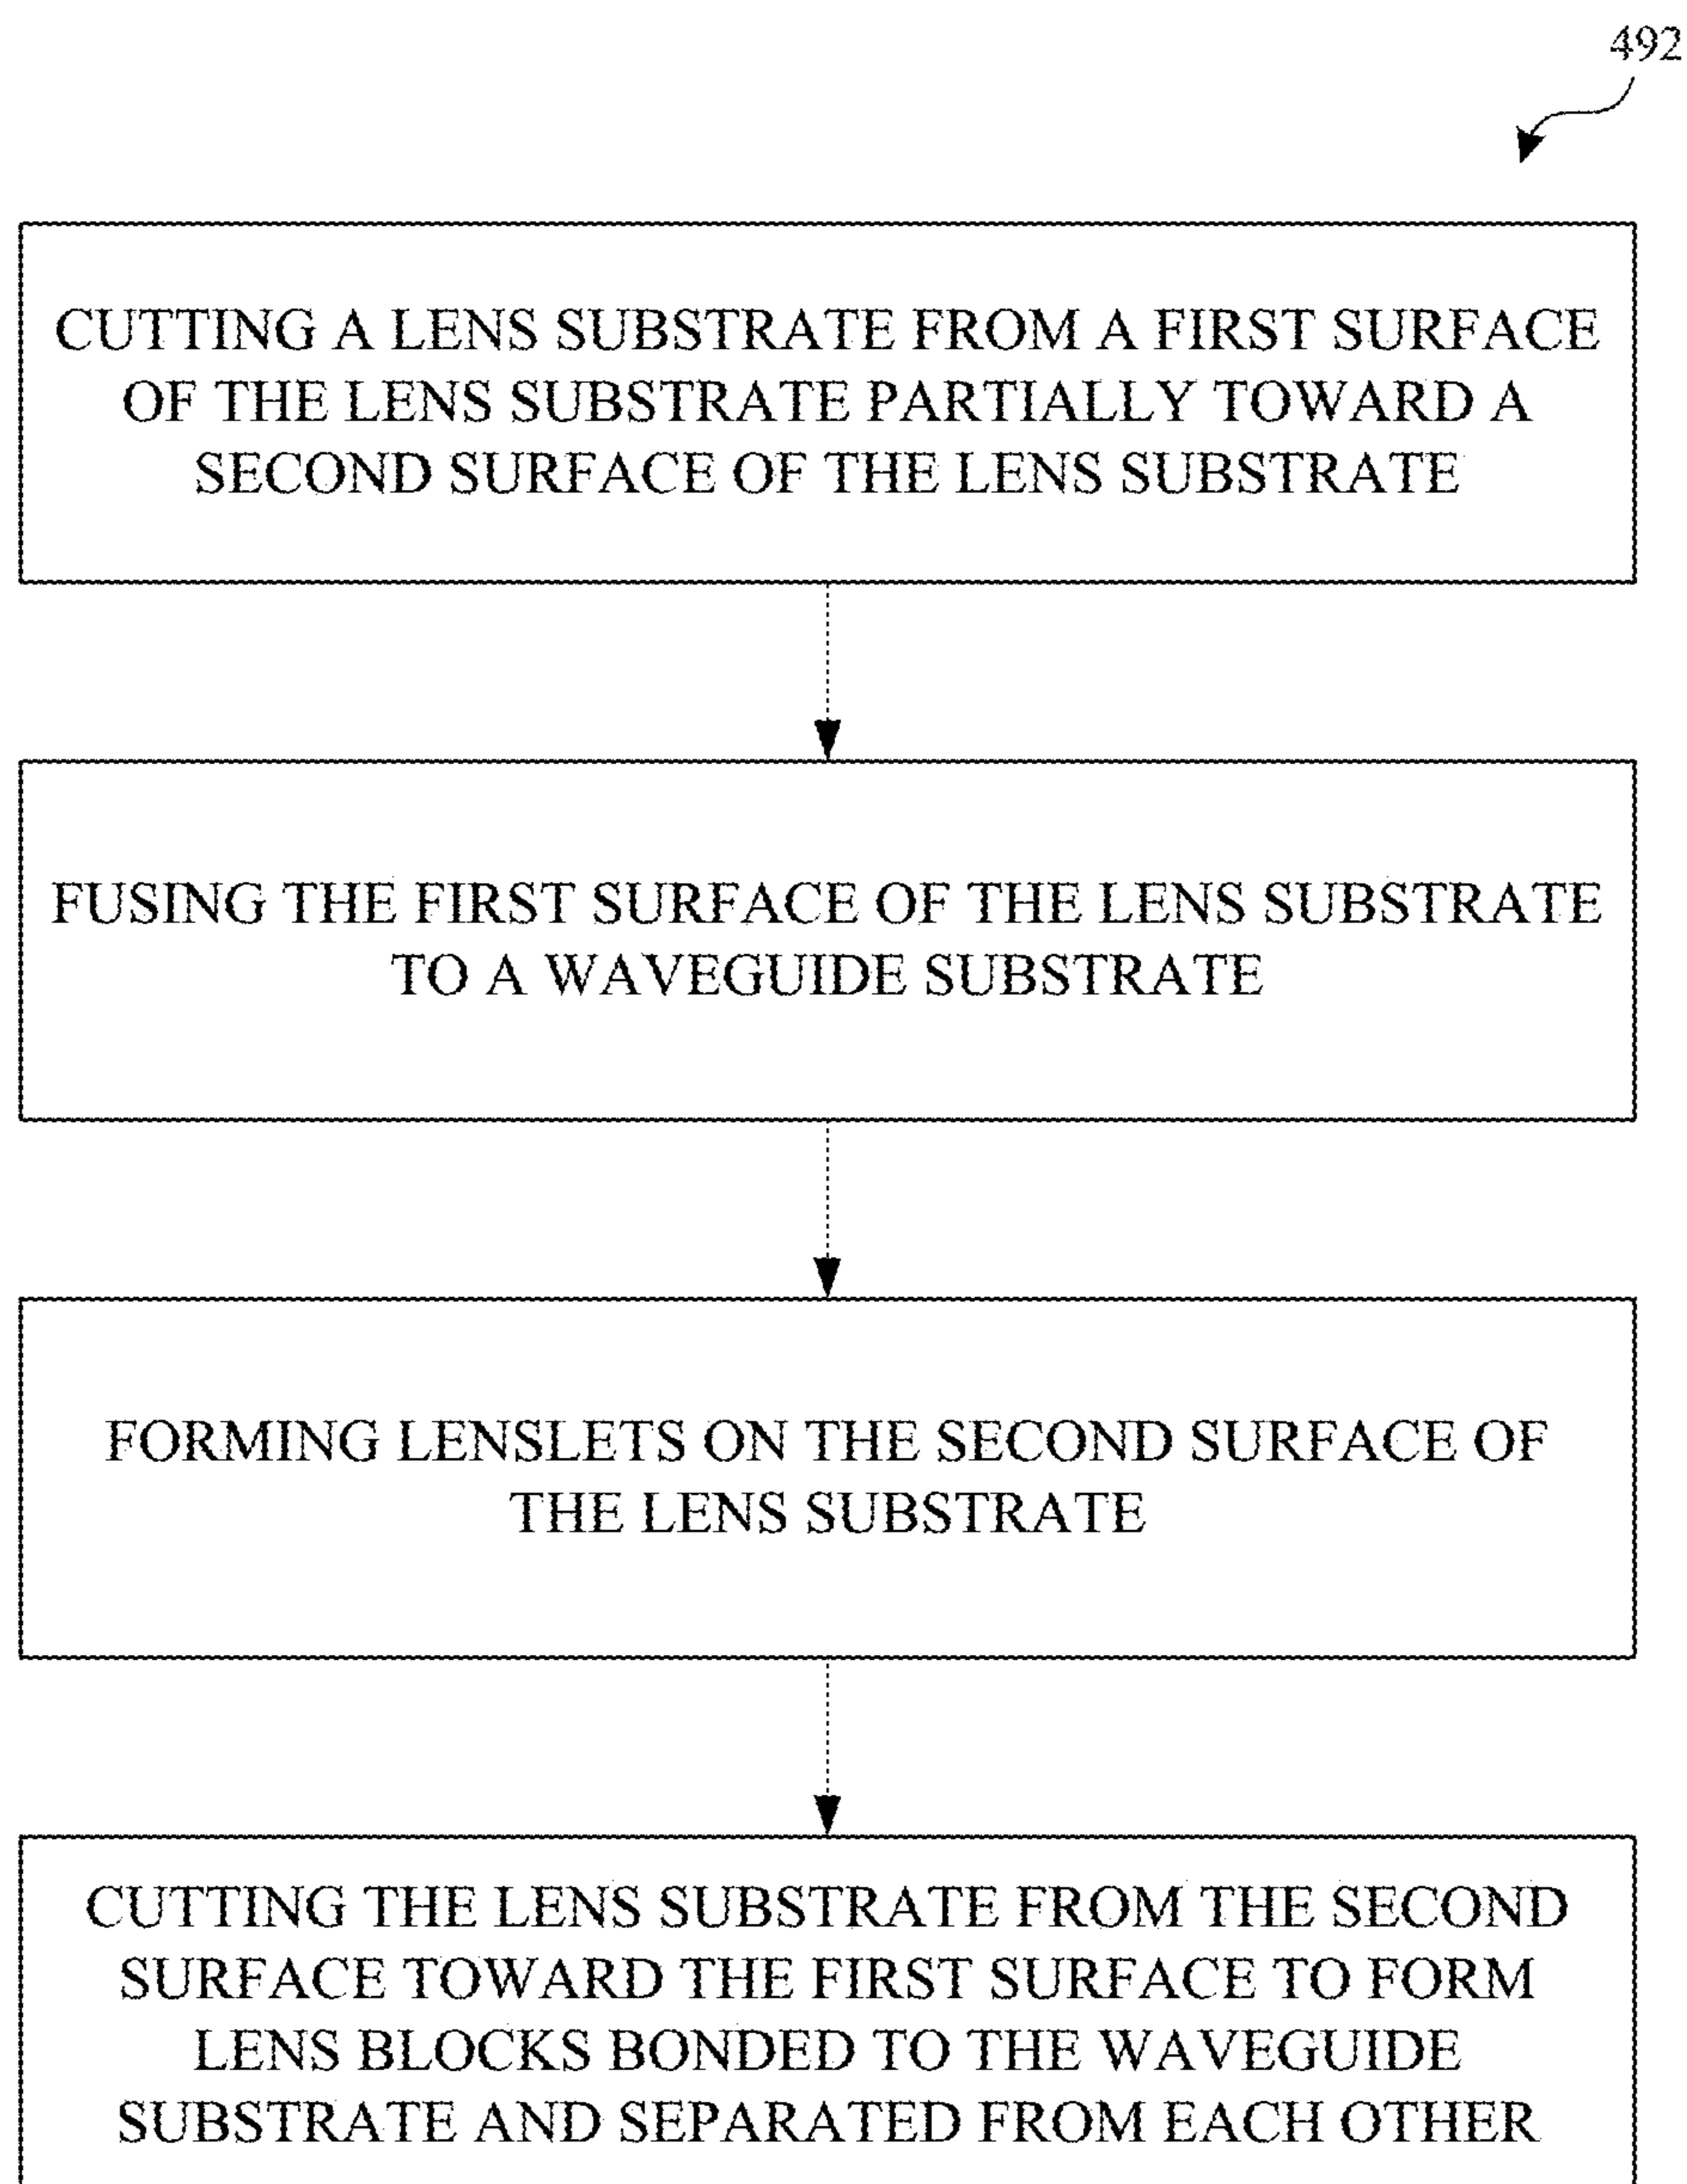 492
CUTTING A LENS SUBSTRATE FROM A FIRST SURFACE
OF THE LENS SUBSTRATE PARTIALLY TOWARD A
SECOND SURFACE OF THE LENS SUBSTRATE
FUSING THE FIRST SURFACE OF THE LENS SUBSTRATE
TO A WAVEGUIDE SUBSTRATE
FORMING LENSLETS ON THE SECOND SURFACE OF
THE LENS SUBSTRATE
CUTTING THE LENS SUBSTRATE FROM THE SECOND
SURFACE TOWARD THE FIRST SURFACE TO FORM
LENS BLOCKS BONDED TO THE WAVEGUIDE
SUBSTRATE AND SEPARATED FROM EACH OTHER